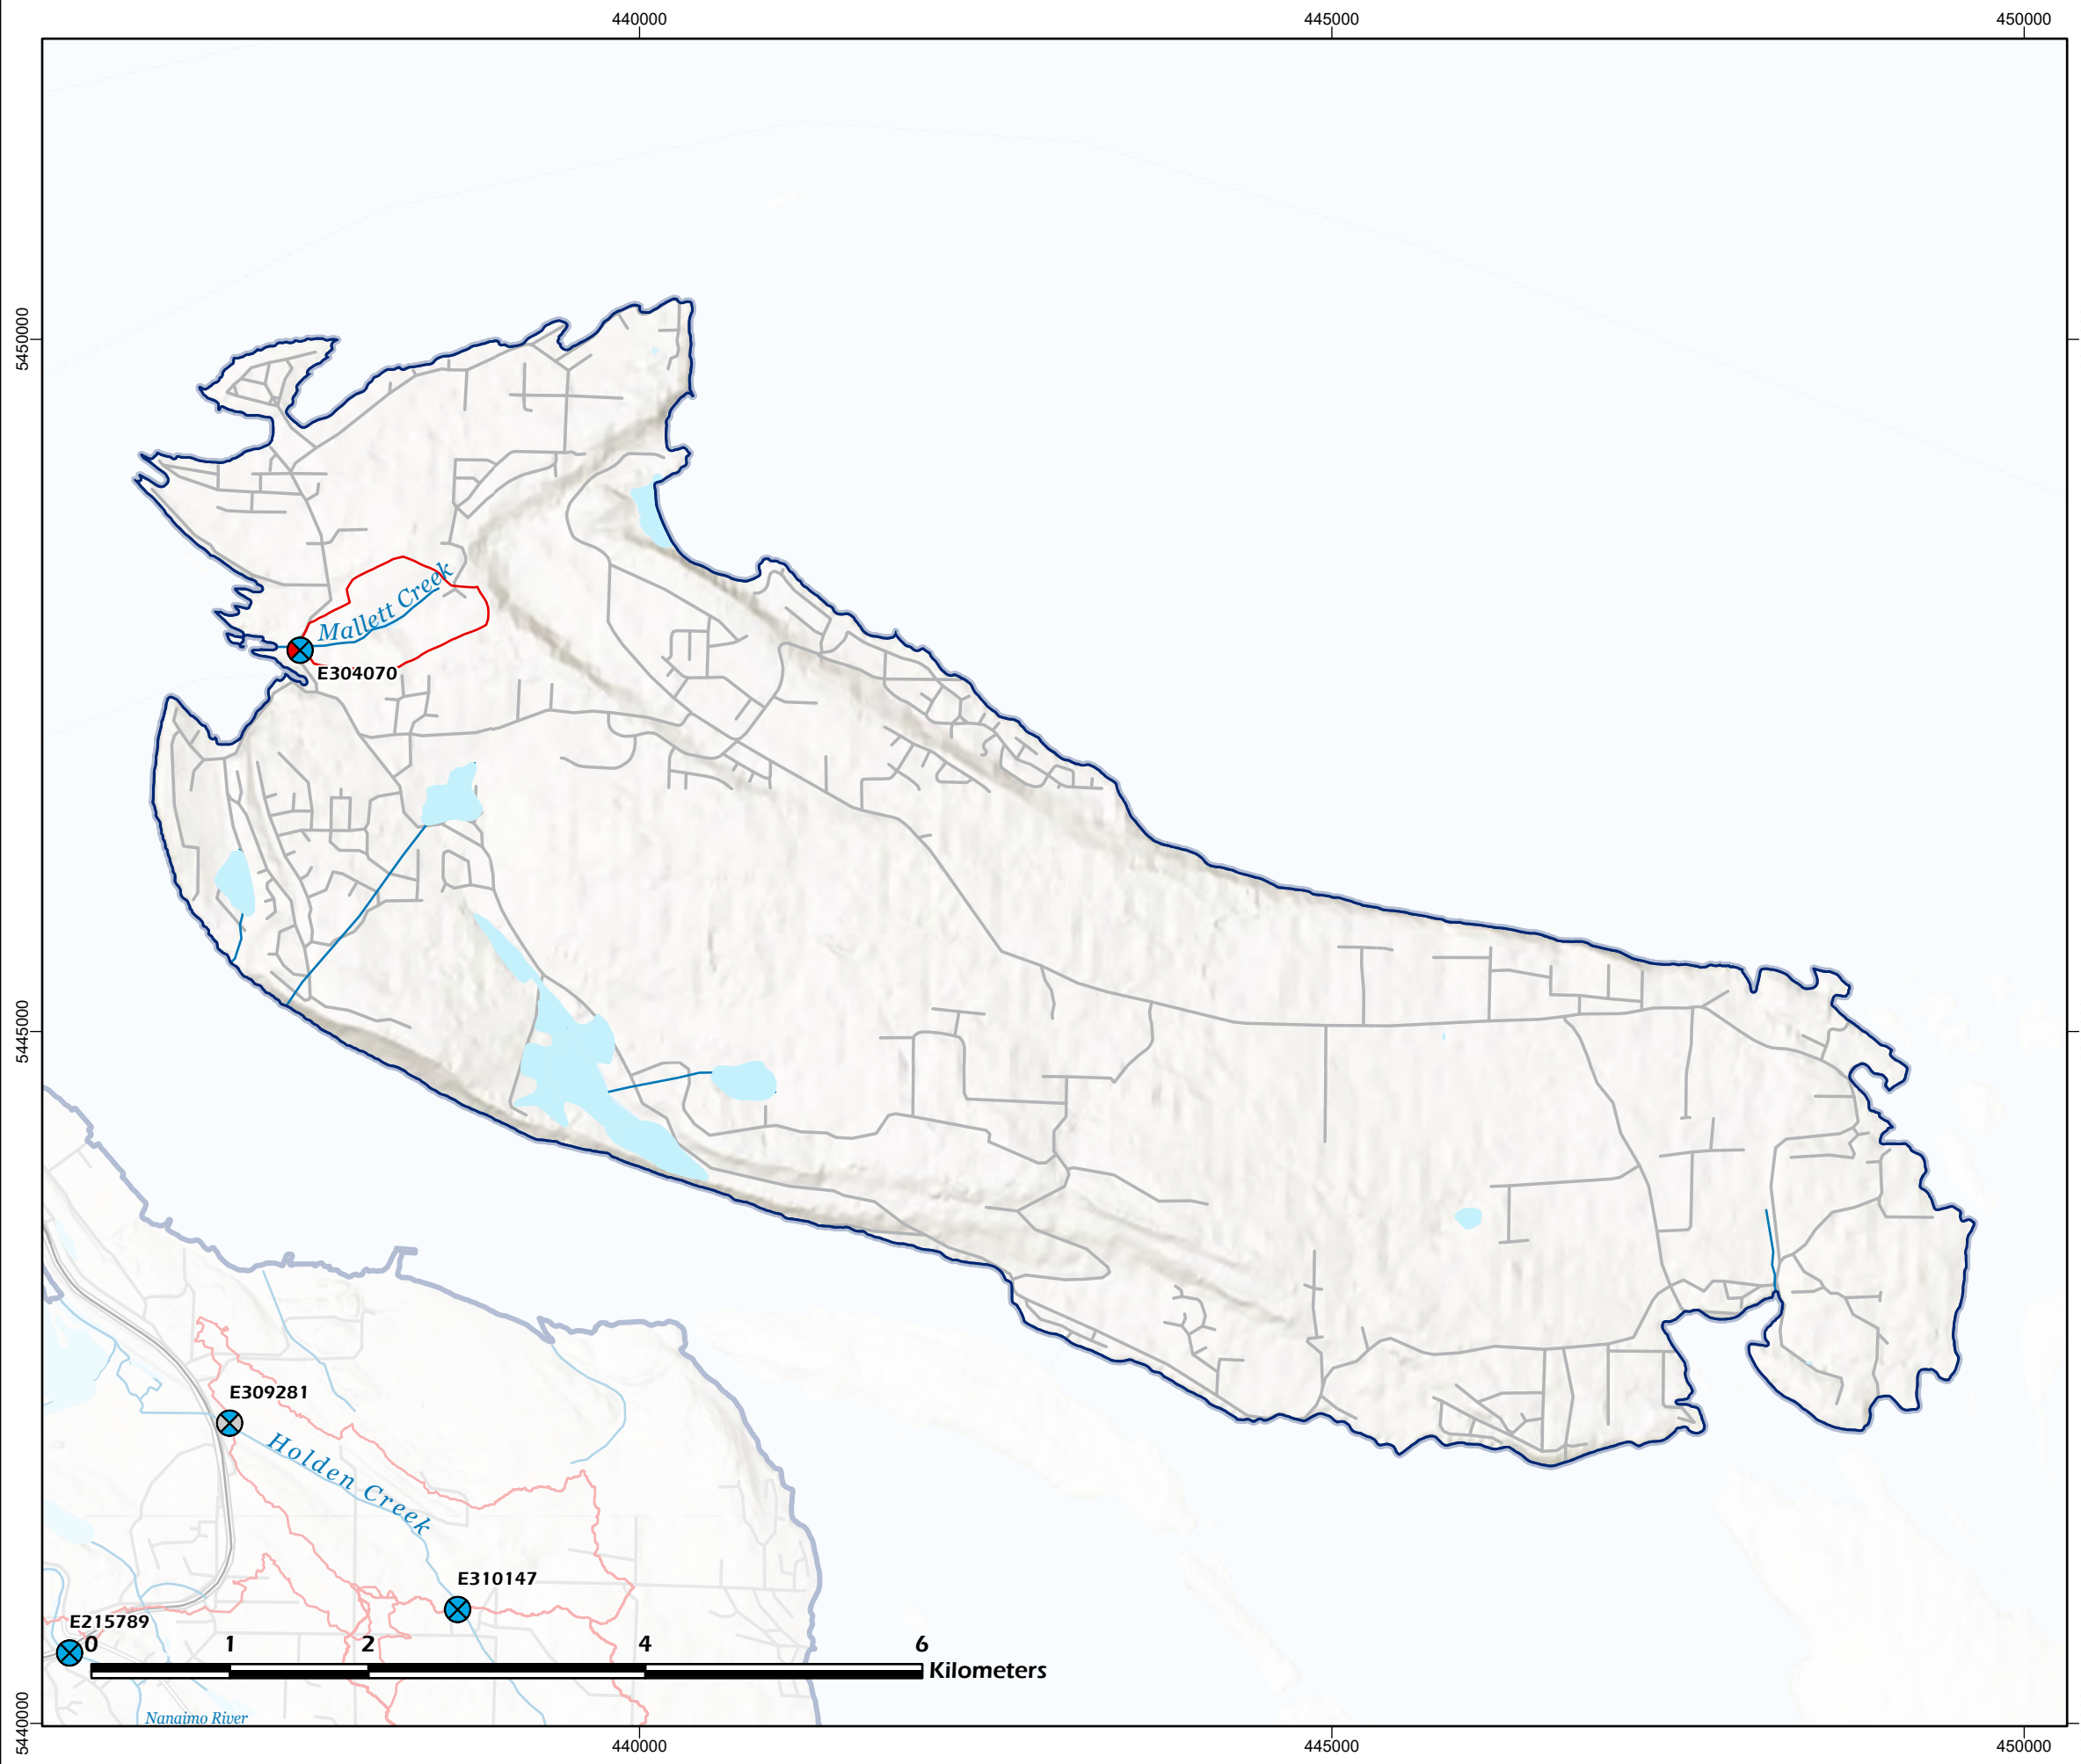 440000 445000 450000
5450000
Mallett Creek
E304070
5445000
E309281
Holden Creek
E310147
E215789
0 1 2 4 6
Kilometers
Nanaimo River
5440000
440000 445000 450000